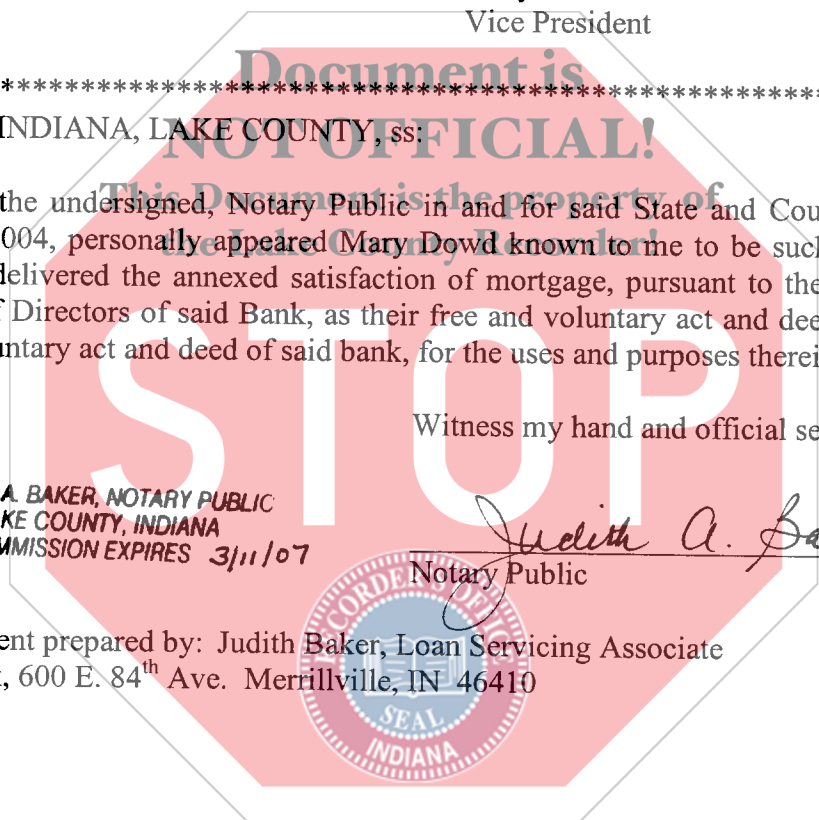 Vice President
Document is
************************************************************
INDIANA, LAKE COUNTY, ss:
NOT OFFICIAL!
This Document is the property of
the Lake County Recorder!
the undersigned, Notary Public in and for said State and Cou
004, personally appeared Mary Dowd known to me to be such
delivered the annexed satisfaction of mortgage, pursuant to the
f Directors of said Bank, as their free and voluntary act and dee
untary act and deed of said bank, for the uses and purposes therei
STOP
Witness my hand and official se
A. BAKER, NOTARY PUBLIC
KE COUNTY, INDIANA
MMISSION EXPIRES 3/11/07
Judith A. Ba
Notary Public
ent prepared by: Judith Baker, Loan Servicing Associate
, 600 E. 84th Ave. Merrillville, IN 46410
RECORDER'S OFFICE
SEAL
INDIANA